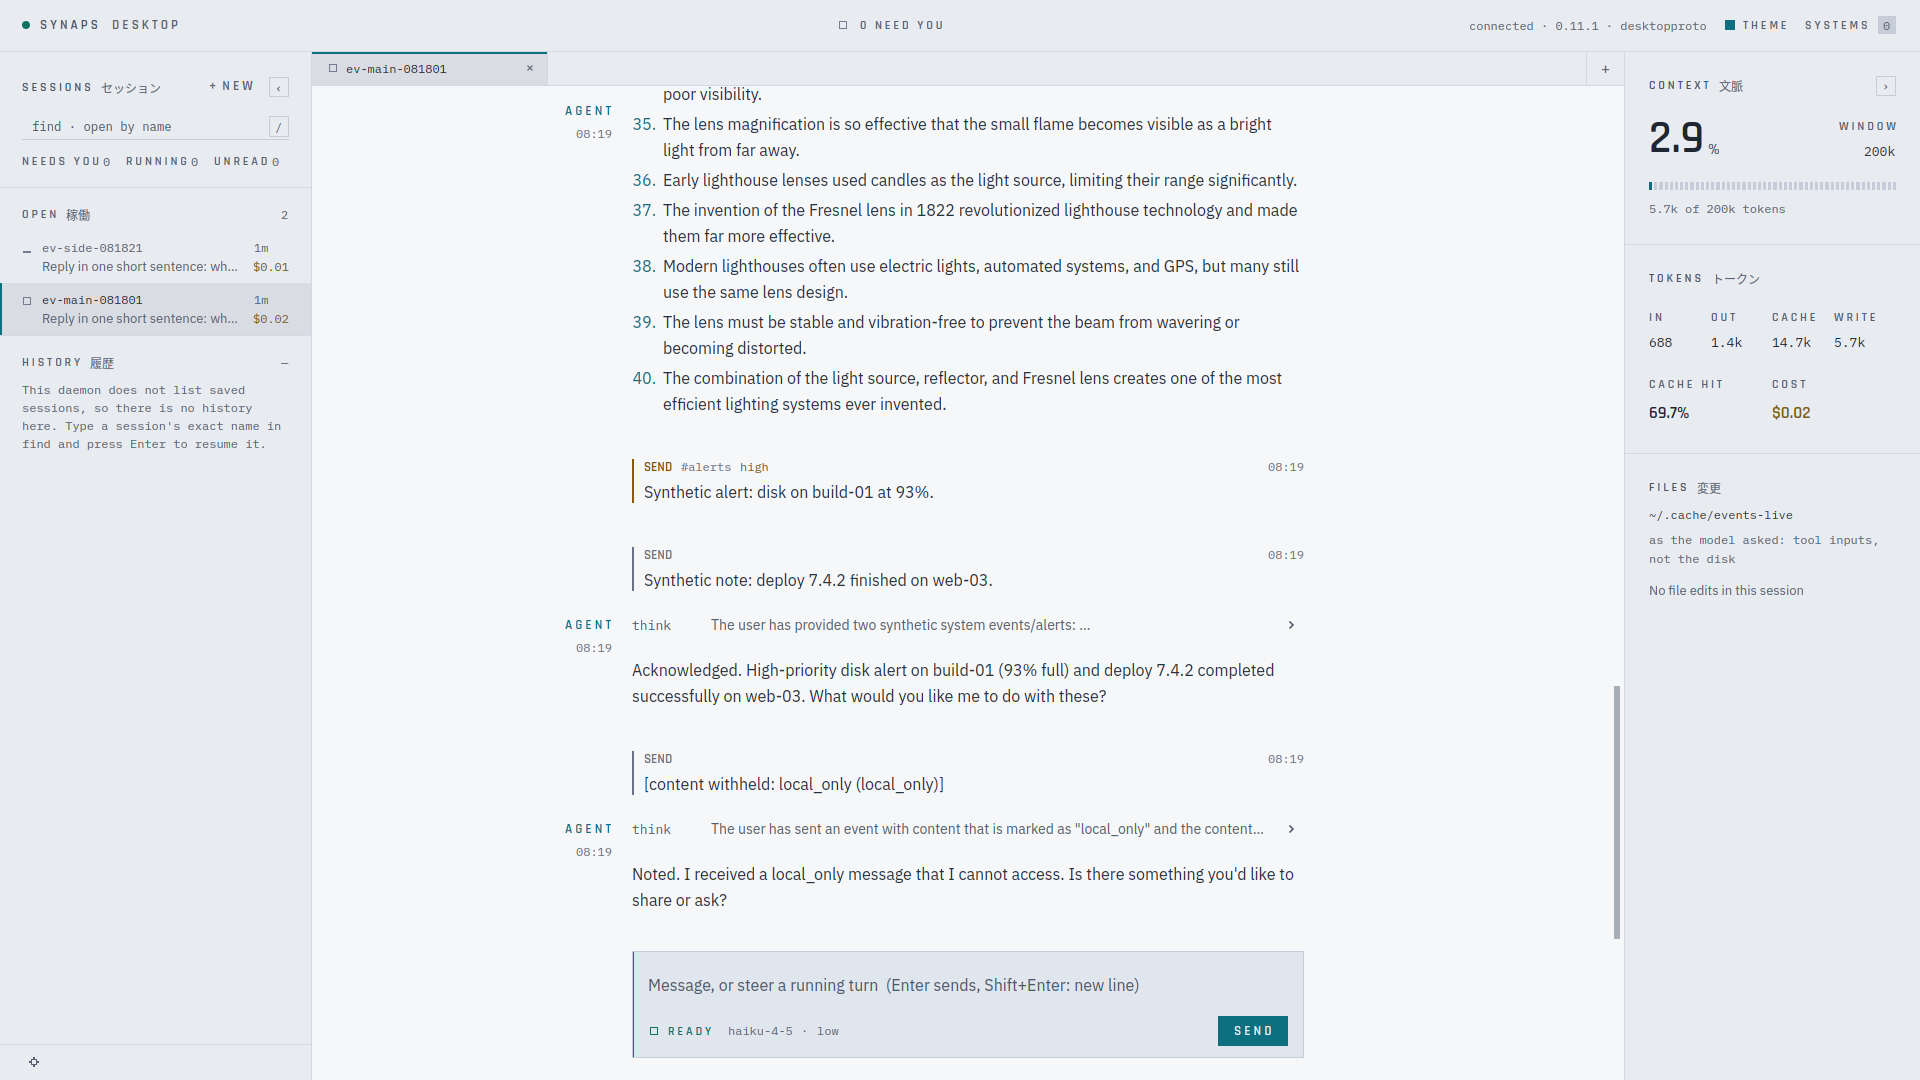 SYNAPS DESKTOP
0 NEED YOU
connected · 0.11.1 · desktopproto
THEME
SYSTEMS 0
SESSIONS セッション
+ NEW
‹
find · open by name
/
NEEDS YOU 0 RUNNING 0 UNREAD 0
OPEN 稼働
2
ev-side-081821
1m
Reply in one short sentence: wh...
$0.01
ev-main-081801
1m
Reply in one short sentence: wh...
$0.02
HISTORY 履歴
—
This daemon does not list saved
sessions, so there is no history
here. Type a session's exact name in
find and press Enter to resume it.
ev-main-081801
×
+
AGENT
08:19
poor visibility.
35. The lens magnification is so effective that the small flame becomes visible as a bright
light from far away.
36. Early lighthouse lenses used candles as the light source, limiting their range significantly.
37. The invention of the Fresnel lens in 1822 revolutionized lighthouse technology and made
them far more effective.
38. Modern lighthouses often use electric lights, automated systems, and GPS, but many still
use the same lens design.
39. The lens must be stable and vibration-free to prevent the beam from wavering or
becoming distorted.
40. The combination of the light source, reflector, and Fresnel lens creates one of the most
efficient lighting systems ever invented.
SEND #alerts high
08:19
Synthetic alert: disk on build-01 at 93%.
SEND
08:19
Synthetic note: deploy 7.4.2 finished on web-03.
AGENT
08:19
think The user has provided two synthetic system events/alerts: ...
›
Acknowledged. High-priority disk alert on build-01 (93% full) and deploy 7.4.2 completed
successfully on web-03. What would you like me to do with these?
SEND
08:19
[content withheld: local_only (local_only)]
AGENT
08:19
think The user has sent an event with content that is marked as "local_only" and the content...
›
Noted. I received a local_only message that I cannot access. Is there something you'd like to
share or ask?
Message, or steer a running turn (Enter sends, Shift+Enter: new line)
READY haiku-4-5 · low
SEND
CONTEXT 文脈
›
2.9 %
WINDOW
200k
5.7k of 200k tokens
TOKENS トークン
IN OUT CACHE WRITE
688 1.4k 14.7k 5.7k
CACHE HIT COST
69.7% $0.02
FILES 変更
~/.cache/events-live
as the model asked: tool inputs,
not the disk
No file edits in this session